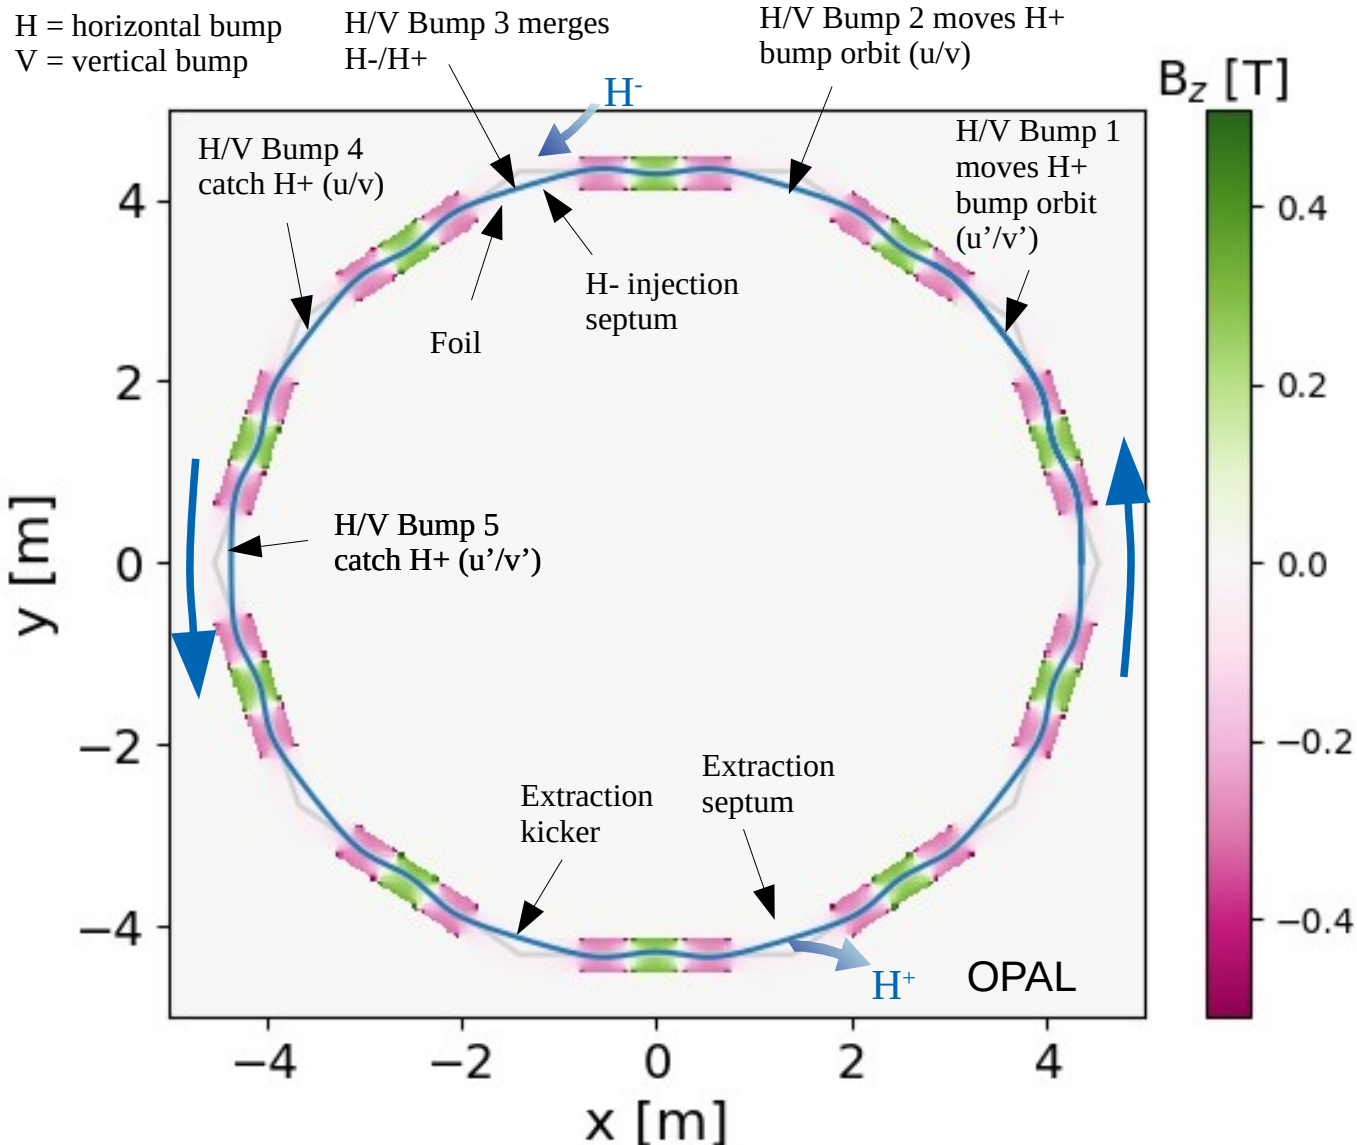 H = horizontal bump
V = vertical bump
H/V Bump 3 merges
H-/H+
H/V Bump 2 moves H+
bump orbit (u/v)
B_z [T]
H-
H/V Bump 1
moves H+
bump orbit
(u’/v’)
H/V Bump 4
catch H+ (u/v)
H- injection
septum
Foil
H/V Bump 5
catch H+ (u’/v’)
Extraction
kicker
Extraction
septum
H+
OPAL
4
2
0
−2
−4
y [m]
−4
−2
0
2
4
x [m]
0.4
0.2
0.0
−0.2
−0.4